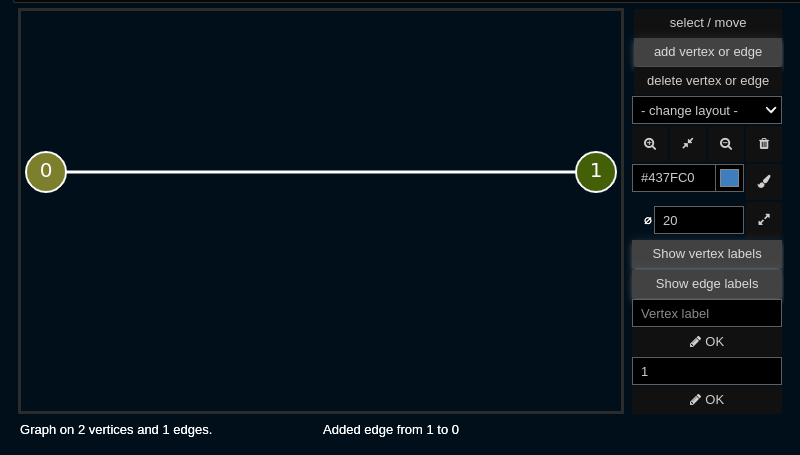 select / move
add vertex or edge
delete vertex or edge
- change layout -
0
1
#437FC0
⌀ 20
Show vertex labels
Show edge labels
Vertex label
OK
1
OK
Graph on 2 vertices and 1 edges.
Added edge from 1 to 0